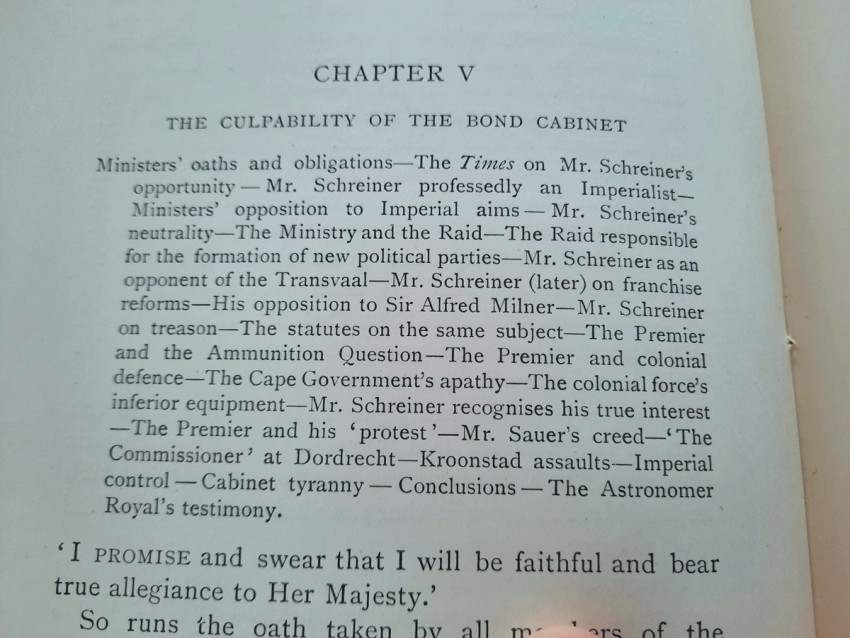 CHAPTER V
THE CULPABILITY OF THE BOND CABINET
Ministers' oaths and obligations—The Times on Mr. Schreiner's
opportunity — Mr. Schreiner professedly an Imperialist—
Ministers' opposition to Imperial aims — Mr. Schreiner's
neutrality—The Ministry and the Raid—The Raid responsible
for the formation of new political parties—Mr. Schreiner as an
opponent of the Transvaal—Mr. Schreiner (later) on franchise
reforms—His opposition to Sir Alfred Milner—Mr. Schreiner
on treason—The statutes on the same subject—The Premier
and the Ammunition Question—The Premier and colonial
defence—The Cape Government's apathy—The colonial force's
inferior equipment—Mr. Schreiner recognises his true interest
—The Premier and his ‘protest’—Mr. Sauer's creed—‘The
Commissioner’ at Dordrecht—Kroonstad assaults—Imperial
control — Cabinet tyranny — Conclusions — The Astronomer
Royal's testimony.
‘I PROMISE and swear that I will be faithful and bear
true allegiance to Her Majesty.’
So runs the oath taken by all of the